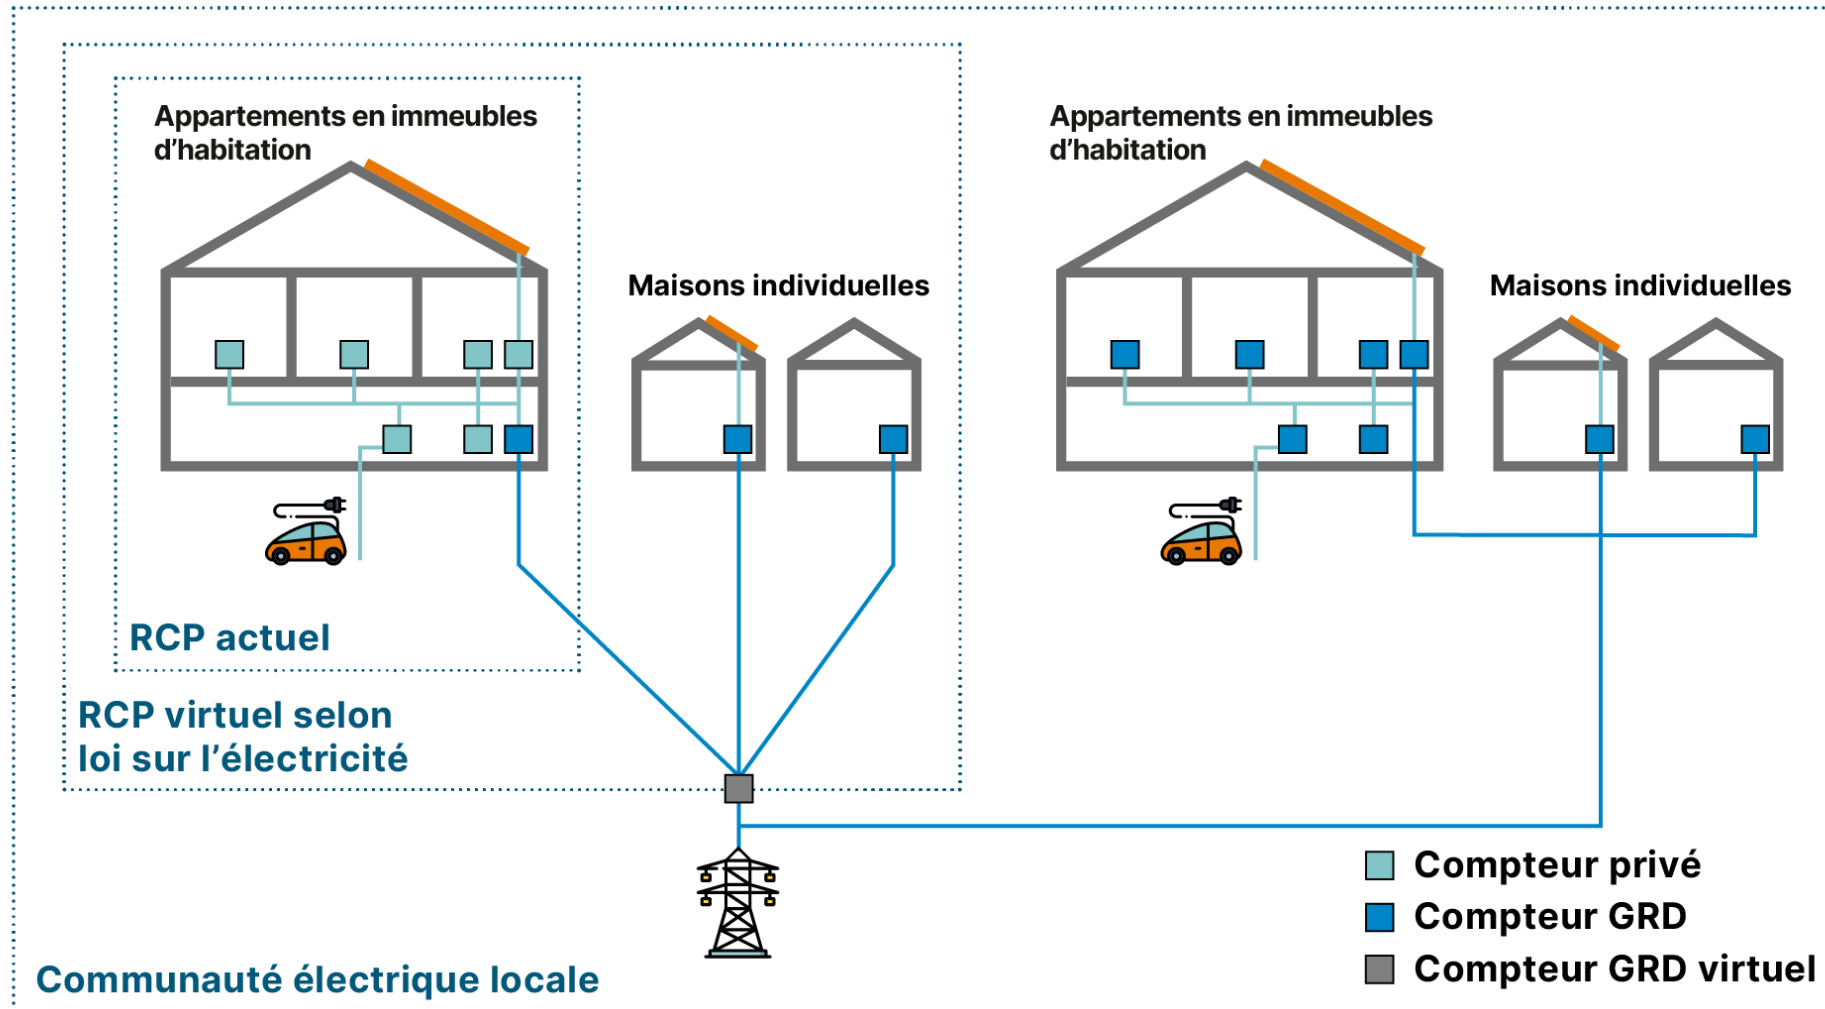 Appartements en immeubles
d’habitation
Maisons individuelles
Appartements en immeubles
d’habitation
Maisons individuelles
RCP actuel
RCP virtuel selon
loi sur l’électricité
Communauté électrique locale
Compteur privé
Compteur GRD
Compteur GRD virtuel